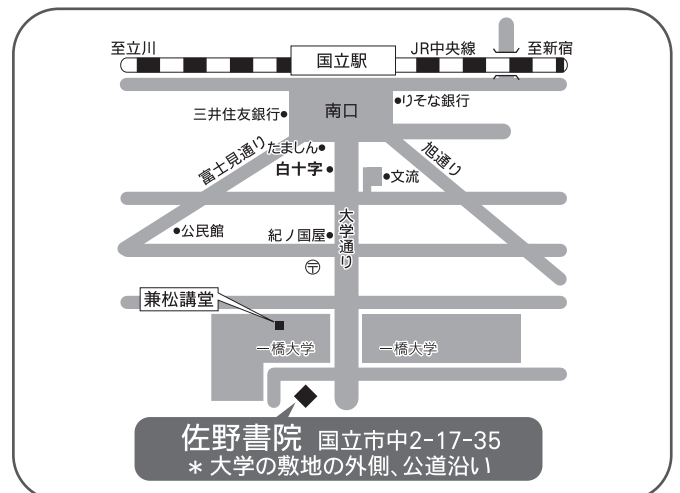 至立川
国立駅
JR中央線
至新宿
三井住友銀行
南口
りそな銀行
富士見通り
たましん
旭通り
白十字
文流
大学通り
公民館
紀ノ国屋
〒
兼松講堂
一橋大学
一橋大学
佐野書院 国立市中2-17-35
＊大学の敷地の外側、公道沿い